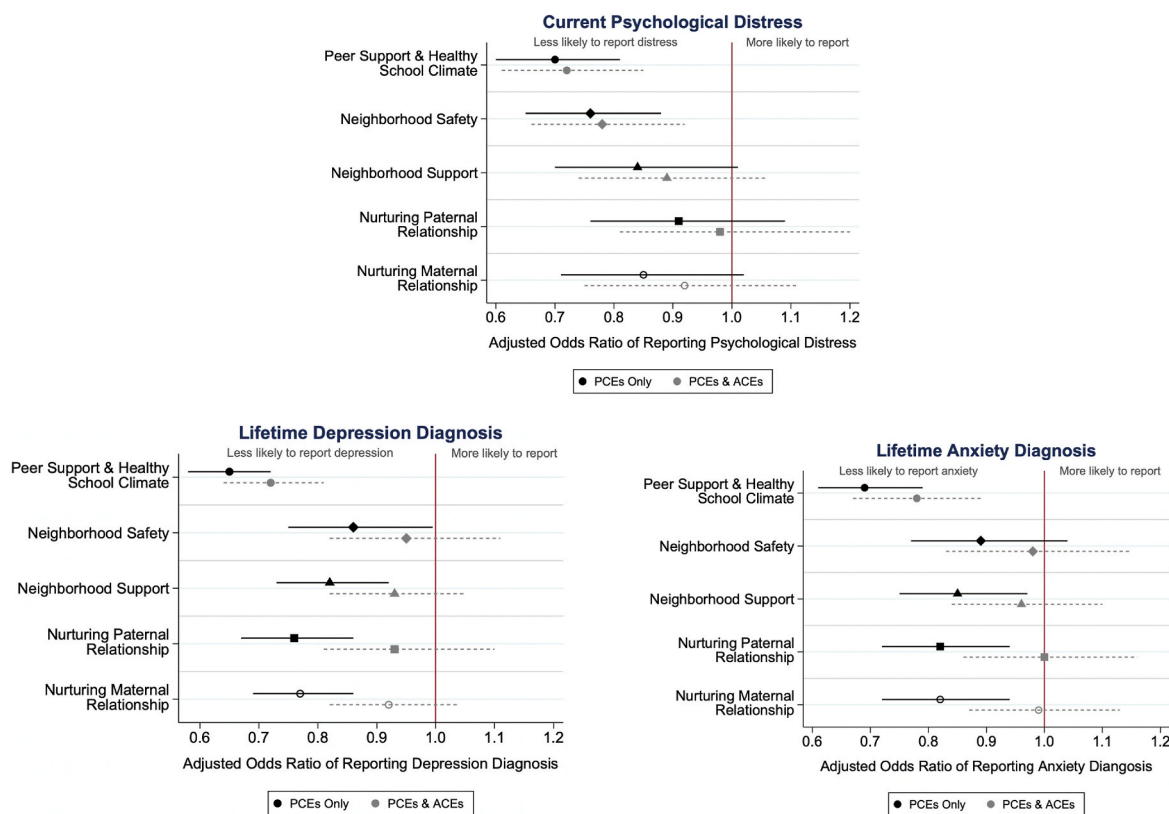 Current Psychological Distress
Less likely to report distress
More likely to report
Peer Support & Healthy
School Climate
Neighborhood Safety
Neighborhood Support
Nurturing Paternal
Relationship
Nurturing Maternal
Relationship
0.6 0.7 0.8 0.9 1.0 1.1 1.2
Adjusted Odds Ratio of Reporting Psychological Distress
PCEs Only PCEs & ACEs
Lifetime Depression Diagnosis
Less likely to report depression
More likely to report
Peer Support & Healthy
School Climate
Neighborhood Safety
Neighborhood Support
Nurturing Paternal
Relationship
Nurturing Maternal
Relationship
0.6 0.7 0.8 0.9 1.0 1.1 1.2
Adjusted Odds Ratio of Reporting Depression Diagnosis
PCEs Only PCEs & ACEs
Lifetime Anxiety Diagnosis
Less likely to report anxiety
More likely to report
Peer Support & Healthy
School Climate
Neighborhood Safety
Neighborhood Support
Nurturing Paternal
Relationship
Nurturing Maternal
Relationship
0.6 0.7 0.8 0.9 1.0 1.1 1.2
Adjusted Odds Ratio of Reporting Anxiety Diangosis
PCEs Only PCEs & ACEs